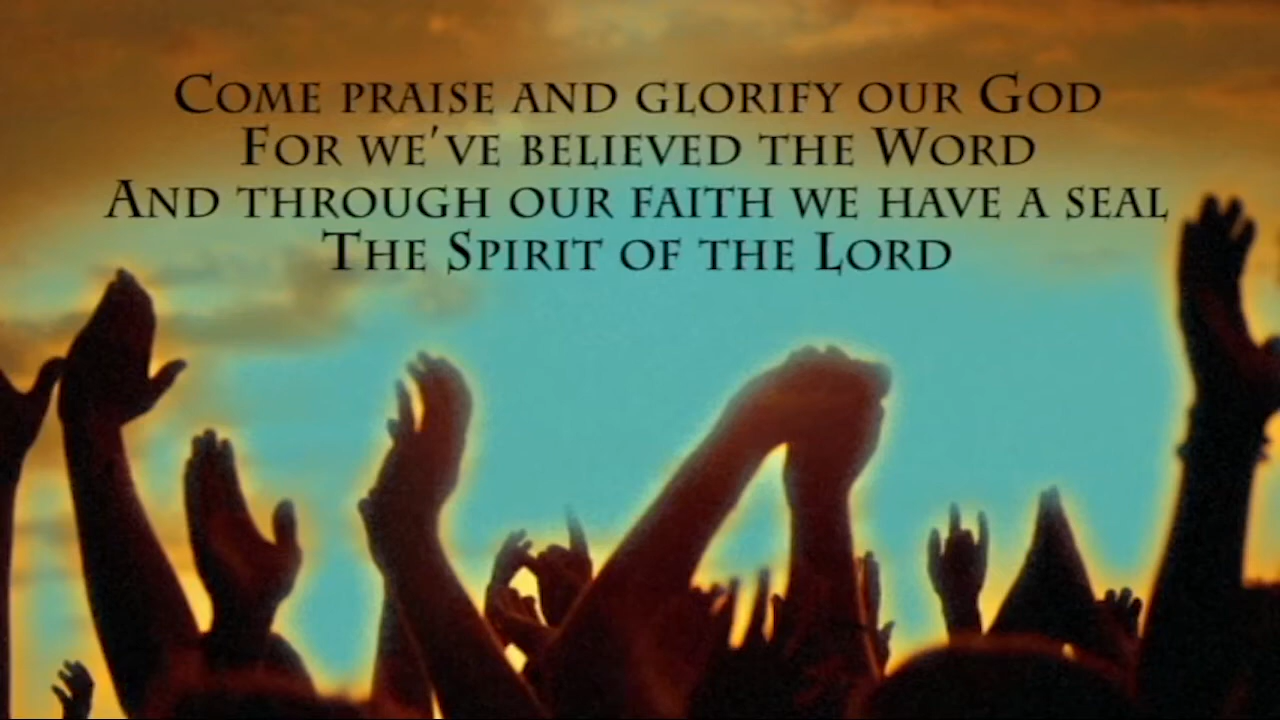 Come praise and glorify our God
For we've believed the Word
And through our faith we have a seal
The Spirit of the Lord